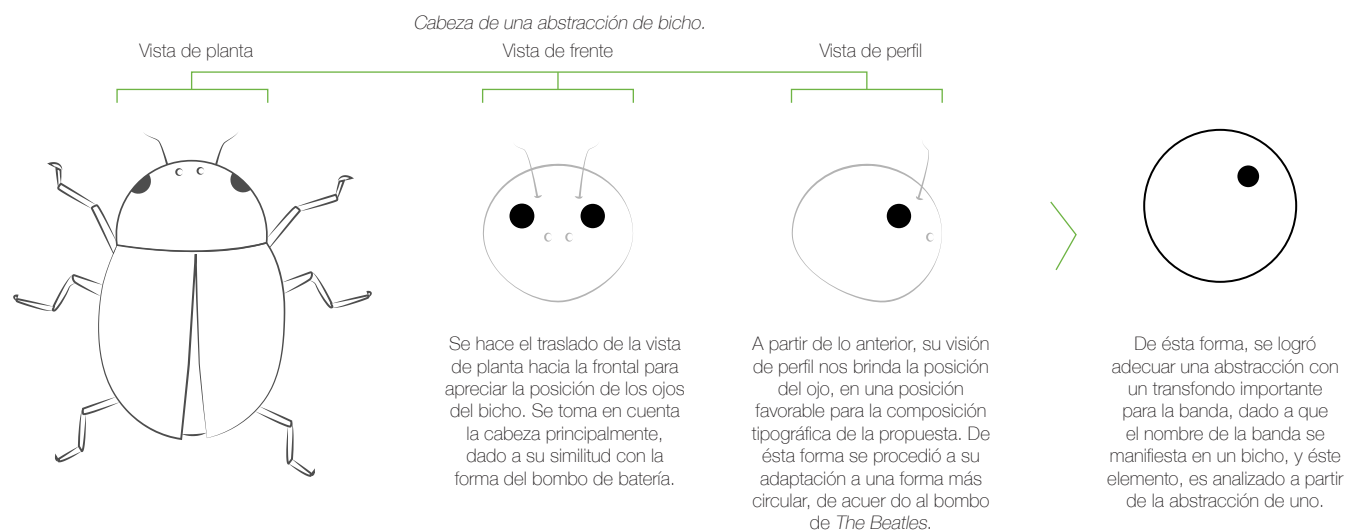 Cabeza de una abstracción de bicho.
Vista de planta
Vista de frente
Vista de perfil
Se hace el traslado de la vista
de planta hacia la frontal para
apreciar la posición de los ojos
del bicho. Se toma en cuenta
la cabeza principalmente,
dado a su similitud con la
forma del bombo de batería.
A partir de lo anterior, su visión
de perfil nos brinda la posición
del ojo, en una posición
favorable para la composición
tipográfica de la propuesta. De
ésta forma se procedió a su
adaptación a una forma más
circular, de acuer do al bombo
de The Beatles.
De ésta forma, se logró
adecuar una abstracción con
un transfondo importante
para la banda, dado a que
el nombre de la banda se
manifiesta en un bicho, y éste
elemento, es analizado a partir
de la abstracción de uno.